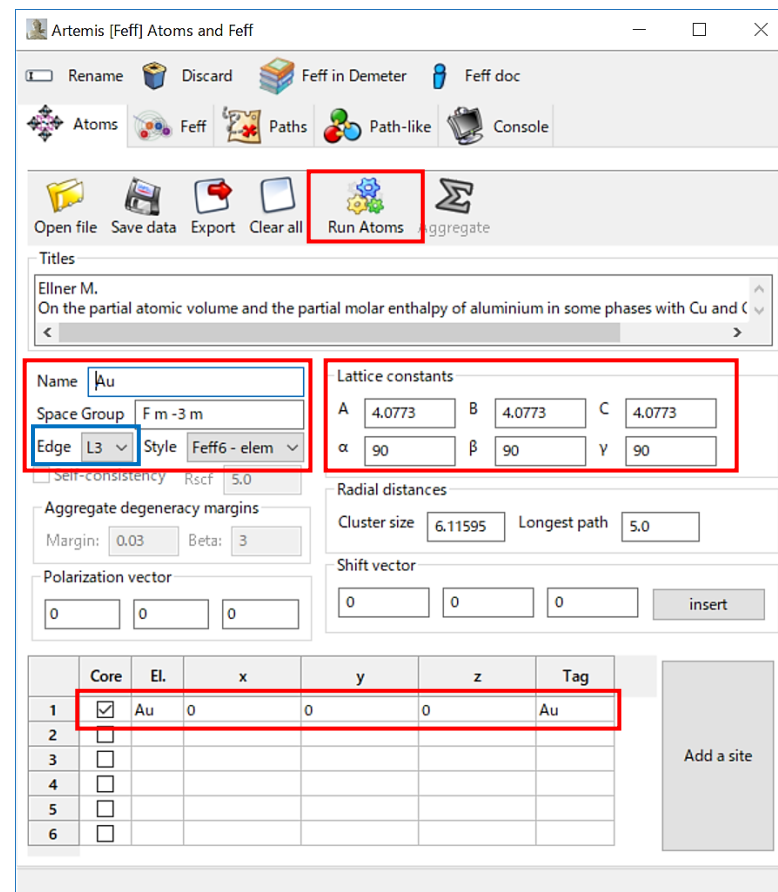 Artemis [Feff] Atoms and Feff
Rename Discard Feff in Demeter Feff doc
Atoms Feff Paths Path-like Console
Open file Save data Export Clear all Run Atoms Aggregate
Titles
Ellner M.
On the partial atomic volume and the partial molar enthalpy of aluminium in some phases with Cu and
Name Au
Space Group F m -3 m
Edge L3 Style Feff6 - elem
Self-consistency Rscf 5.0
Lattice constants
A 4.0773 B 4.0773 C 4.0773
α 90 β 90 γ 90
Aggregate degeneracy margins
Margin: 0.03 Beta: 3
Radial distances
Cluster size 6.11595 Longest path 5.0
Polarization vector
0 0 0
Shift vector
0 0 0 insert
Core El. x y z Tag
1 Au 0 0 0 Au
2
3
4
5
6
Add a site